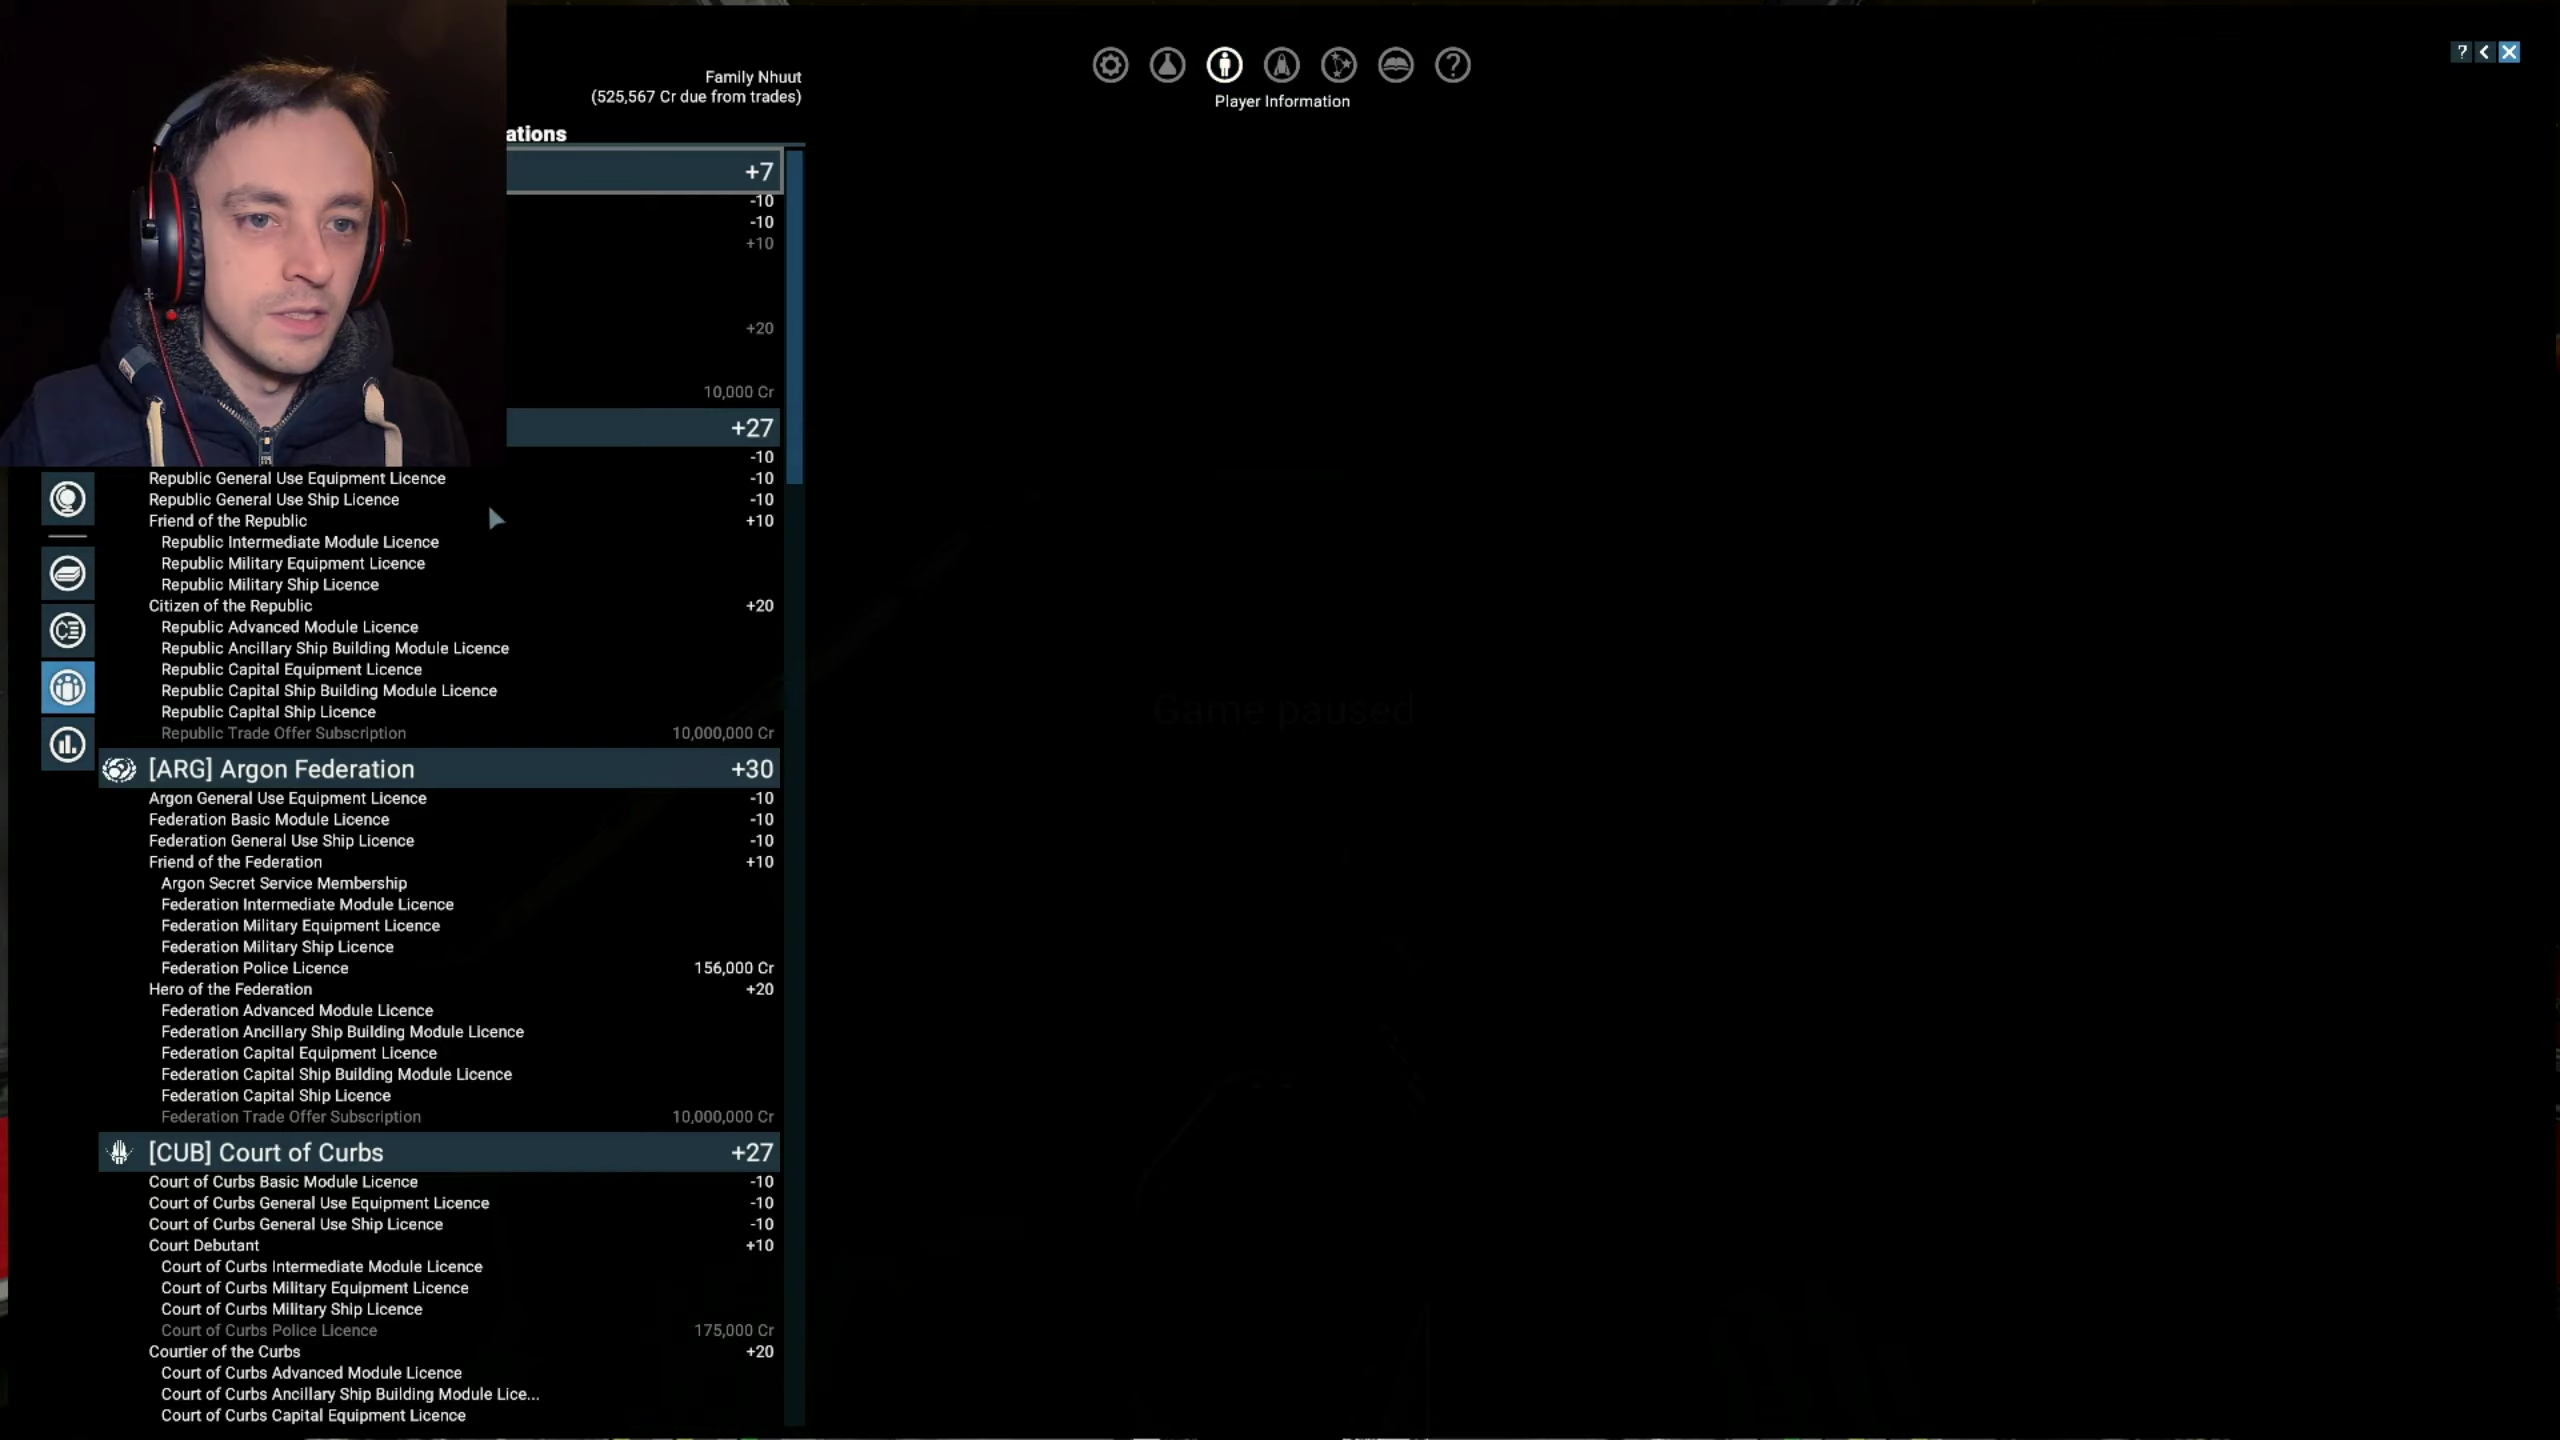 Family Nhuut
(525,567 Cr due from trades)
Player Information
? < X
ations
+7
-10
-10
+10
+20
10,000 Cr
+27
-10
Republic General Use Equipment Licence -10
Republic General Use Ship Licence -10
Friend of the Republic +10
Republic Intermediate Module Licence
Republic Military Equipment Licence
Republic Military Ship Licence
Citizen of the Republic +20
Republic Advanced Module Licence
Republic Ancillary Ship Building Module Licence
Republic Capital Equipment Licence
Republic Capital Ship Building Module Licence
Republic Capital Ship Licence
Republic Trade Offer Subscription 10,000,000 Cr
Game paused
[ARG] Argon Federation +30
Argon General Use Equipment Licence -10
Federation Basic Module Licence -10
Federation General Use Ship Licence -10
Friend of the Federation +10
Argon Secret Service Membership
Federation Intermediate Module Licence
Federation Military Equipment Licence
Federation Military Ship Licence
Federation Police Licence 156,000 Cr
Hero of the Federation +20
Federation Advanced Module Licence
Federation Ancillary Ship Building Module Licence
Federation Capital Equipment Licence
Federation Capital Ship Building Module Licence
Federation Capital Ship Licence
Federation Trade Offer Subscription 10,000,000 Cr
[CUB] Court of Curbs +27
Court of Curbs Basic Module Licence -10
Court of Curbs General Use Equipment Licence -10
Court of Curbs General Use Ship Licence -10
Court Debutant +10
Court of Curbs Intermediate Module Licence
Court of Curbs Military Equipment Licence
Court of Curbs Military Ship Licence
Court of Curbs Police Licence 175,000 Cr
Courtier of the Curbs +20
Court of Curbs Advanced Module Licence
Court of Curbs Ancillary Ship Building Module Lice...
Court of Curbs Capital Equipment Licence